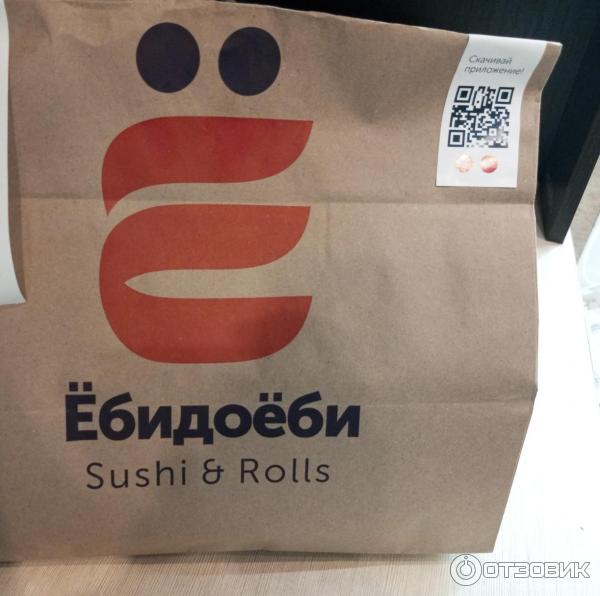 Скачивай
приложение!
Ё
Ёбидоёби
Sushi & Rolls
ОТЗОВИК